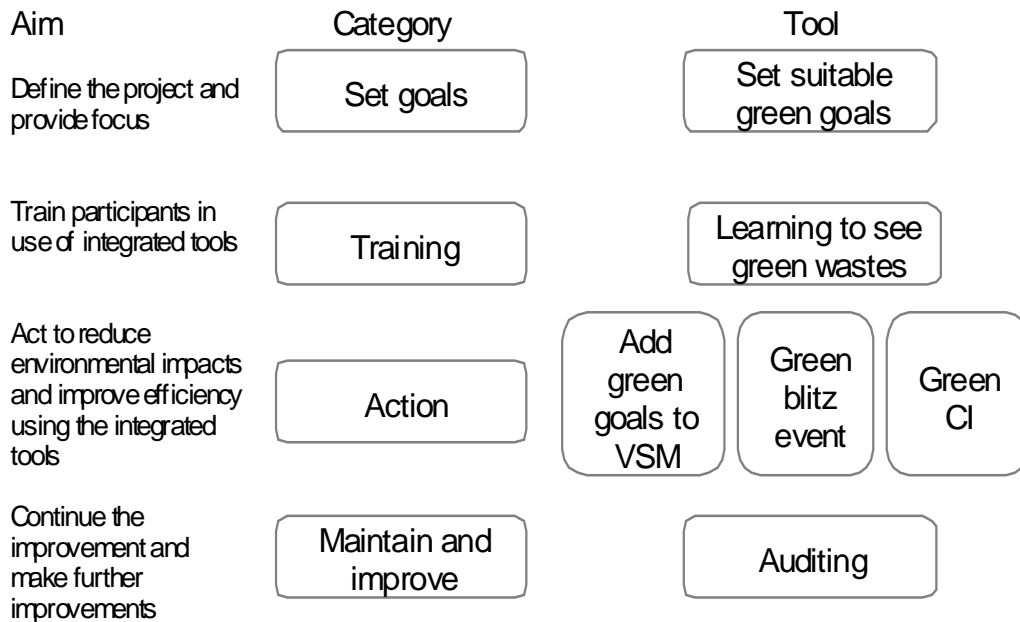 Aim Category Tool
Define the project and
provide focus
Set goals
Set suitable
green goals
Train participants in
use of integrated tools
Training
Learning to see
green wastes
Act to reduce
environmental impacts
and improve efficiency
using the integrated
tools
Action
Add
green
goals to
VSM
Green
blitz
event
Green
CI
Continue the
improvement and
make further
improvements
Maintain and
improve
Auditing